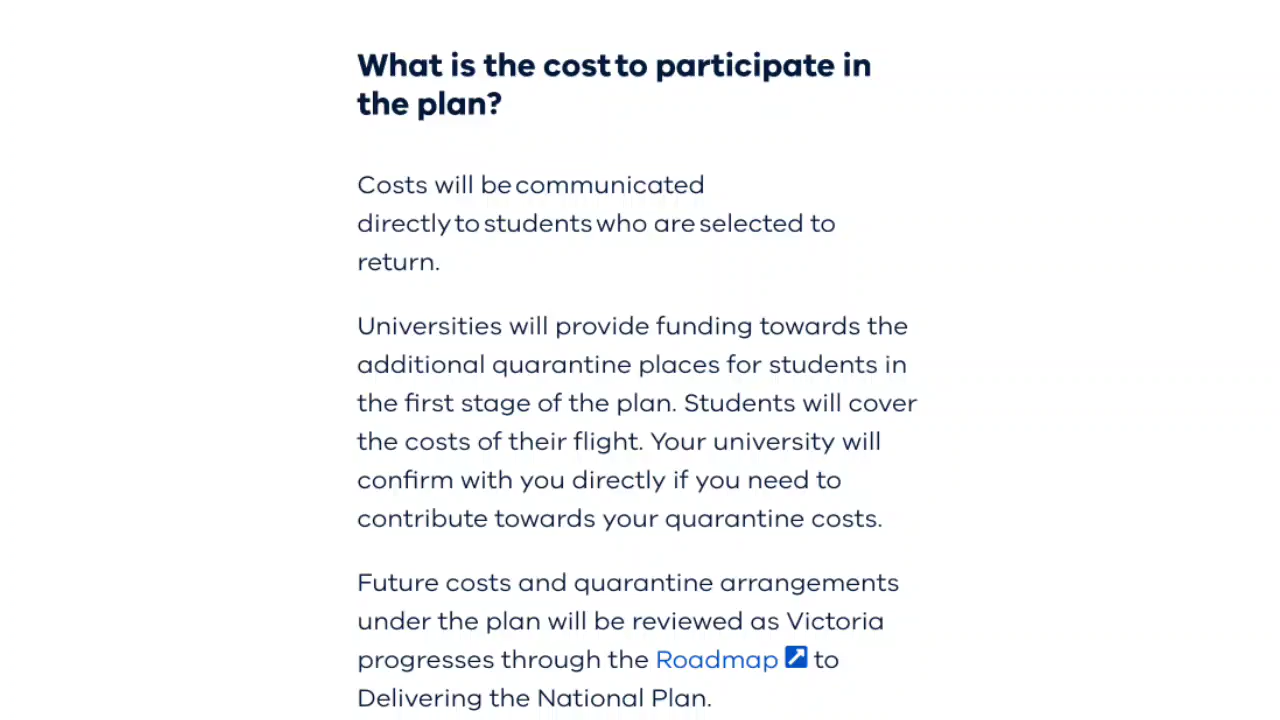 What is the cost to participate in
the plan?
Costs will be communicated
directly to students who are selected to
return.
Universities will provide funding towards the
additional quarantine places for students in
the first stage of the plan. Students will cover
the costs of their flight. Your university will
confirm with you directly if you need to
contribute towards your quarantine costs.
Future costs and quarantine arrangements
under the plan will be reviewed as Victoria
progresses through the Roadmap to
Delivering the National Plan.